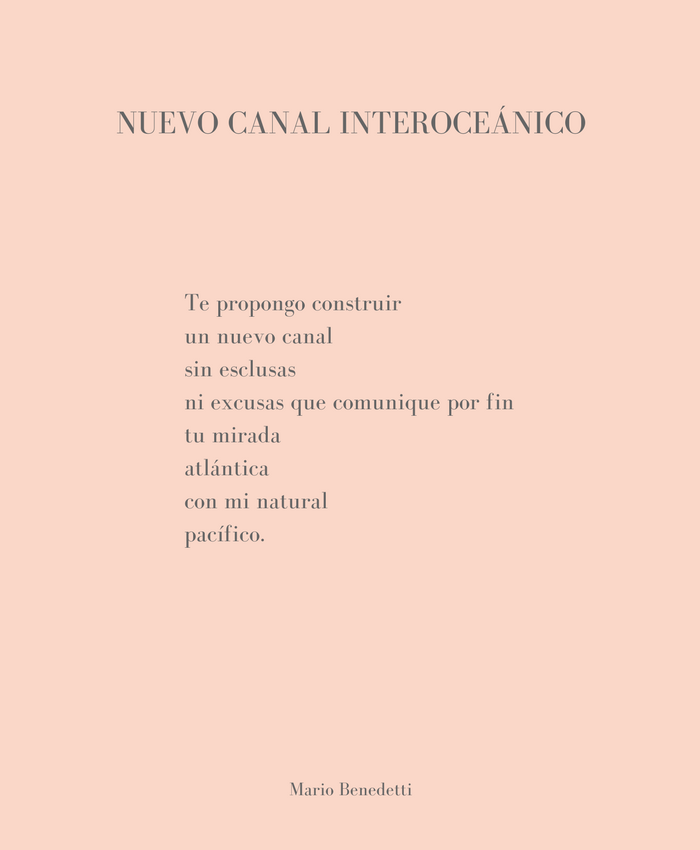 NUEVO CANAL INTEROCEÁNICO
Te propongo construir
un nuevo canal
sin esclusas
ni excusas que comunique por fin
tu mirada
atlántica
con mi natural
pacífico.
Mario Benedetti